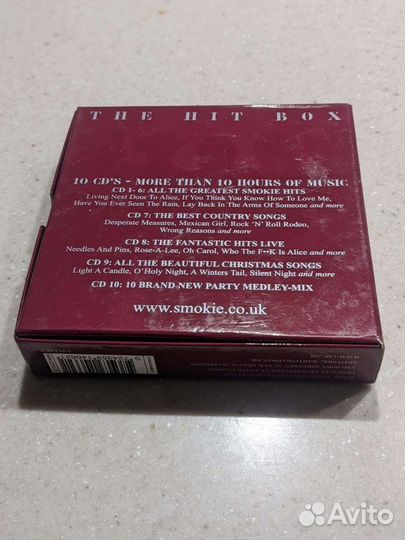 THE HIT BOX
10 CD'S - MORE THAN 10 HOURS OF MUSIC
CD 1- 6: ALL THE GREATEST SMOKIE HITS
Living Next Door To Alice, If You Think You Know How To Love Me,
Have You Ever Seen The Rain, Lay Back In The Arms Of Someone and more
CD 7: THE BEST COUNTRY SONGS
Desperate Measures, Mexican Girl, Rock 'N' Roll Rodeo,
Wrong Reasons and more
CD 8: THE FANTASTIC HITS LIVE
Needles And Pins, Rose-A-Lee, Oh Carol, Who The F**K Is Alice and more
CD 9: ALL THE BEAUTIFUL CHRISTMAS SONGS
Light A Candle, O'Holy Night, A Winters Tail, Silent Night and more
CD 10: 10 BRAND-NEW PARTY MEDLEY-MIX
www.smokie.co.uk
Avito